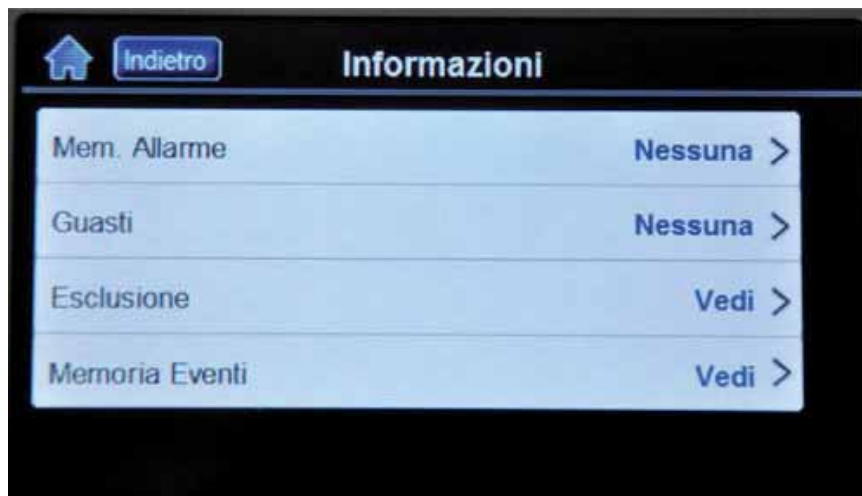 Indietro Informazioni
Mem. Allarme Nessuna >
Guasti Nessuna >
Esclusione Vedi >
Memoria Eventi Vedi >